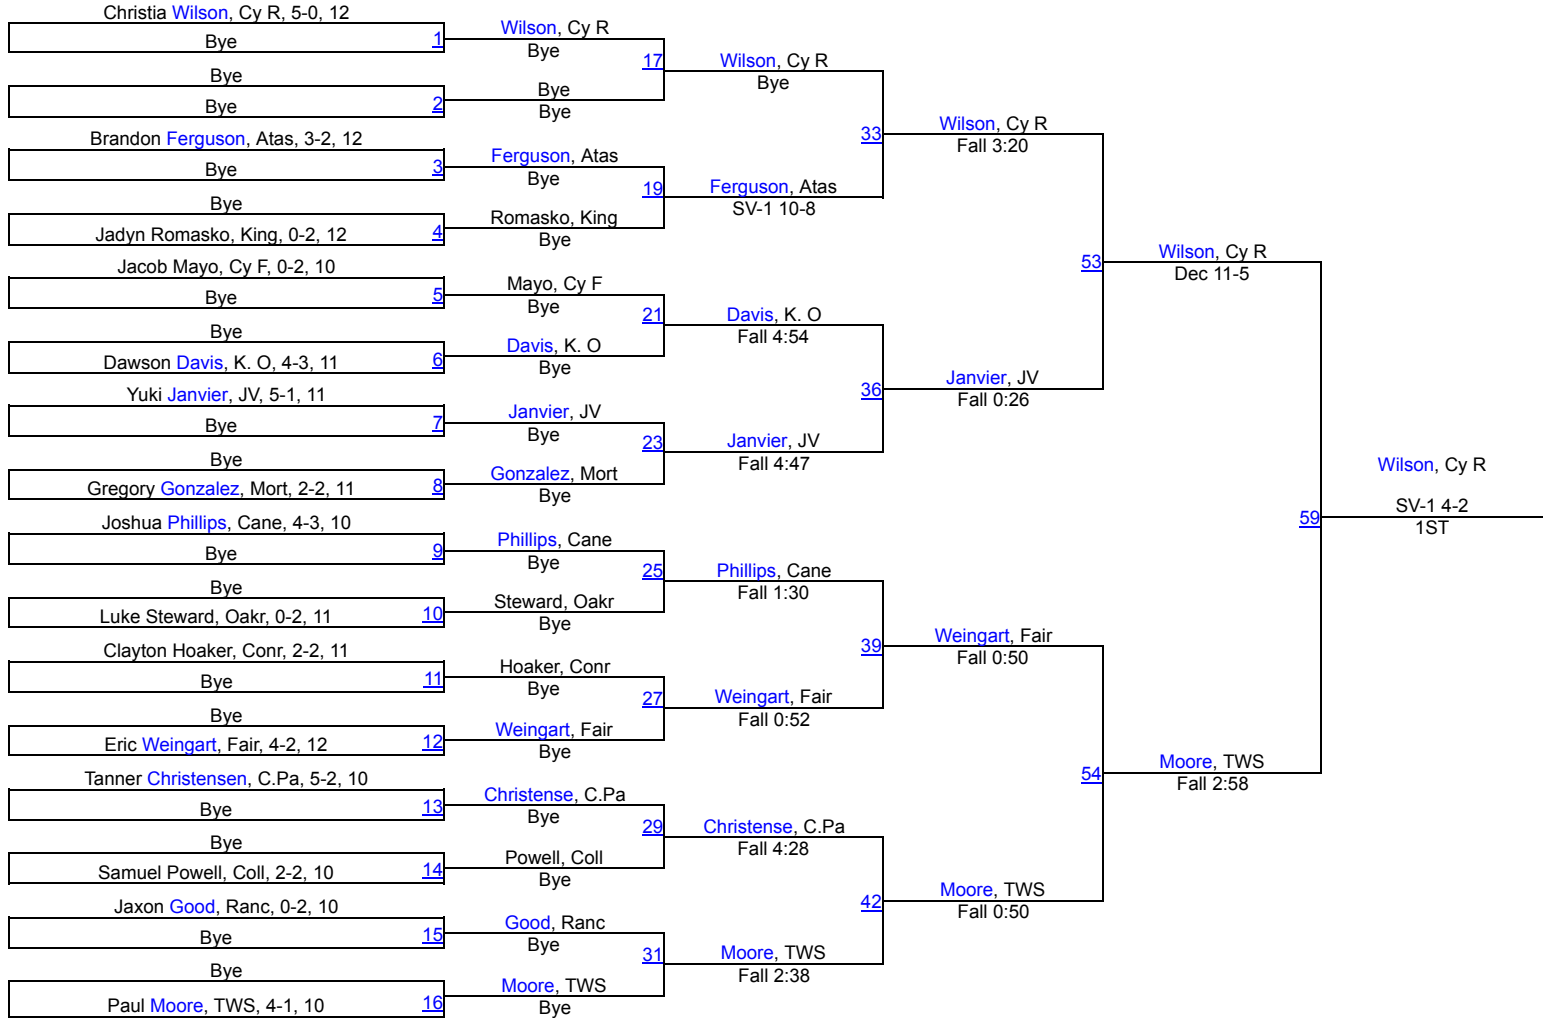 Christia Wilson, Cy R, 5-0, 12
Bye
1
Bye
Bye
2
Brandon Ferguson, Atas, 3-2, 12
Bye
3
Bye
Jadyn Romasko, King, 0-2, 12
4
Jacob Mayo, Cy F, 0-2, 10
Bye
5
Bye
Dawson Davis, K. O, 4-3, 11
6
Yuki Janvier, JV, 5-1, 11
Bye
7
Bye
Gregory Gonzalez, Mort, 2-2, 11
8
Joshua Phillips, Cane, 4-3, 10
Bye
9
Bye
Luke Steward, Oakr, 0-2, 11
10
Clayton Hoaker, Conr, 2-2, 11
Bye
11
Bye
Eric Weingart, Fair, 4-2, 12
12
Tanner Christensen, C.Pa, 5-2, 10
Bye
13
Bye
Samuel Powell, Coll, 2-2, 10
14
Jaxon Good, Ranc, 0-2, 10
Bye
15
Bye
Paul Moore, TWS, 4-1, 10
16
Wilson, Cy R
Bye
17
Bye
Bye
Ferguson, Atas
Bye
19
Romasko, King
Bye
Mayo, Cy F
Bye
21
Davis, K. O
Bye
Janvier, JV
Bye
23
Gonzalez, Mort
Bye
Phillips, Cane
Bye
25
Steward, Oakr
Bye
Hoaker, Conr
Bye
27
Weingart, Fair
Bye
Christense, C.Pa
Bye
29
Powell, Coll
Bye
Good, Ranc
Bye
31
Moore, TWS
Bye
Wilson, Cy R
Bye
33
Ferguson, Atas
SV-1 10-8
Davis, K. O
Fall 4:54
36
Janvier, JV
Fall 4:47
Phillips, Cane
Fall 1:30
39
Weingart, Fair
Fall 0:52
Christense, C.Pa
Fall 4:28
42
Moore, TWS
Fall 2:38
Wilson, Cy R
Fall 3:20
53
Janvier, JV
Fall 0:26
Weingart, Fair
Fall 0:50
54
Moore, TWS
Fall 0:50
Wilson, Cy R
Dec 11-5
59
Moore, TWS
Fall 2:58
Wilson, Cy R
SV-1 4-2
1ST